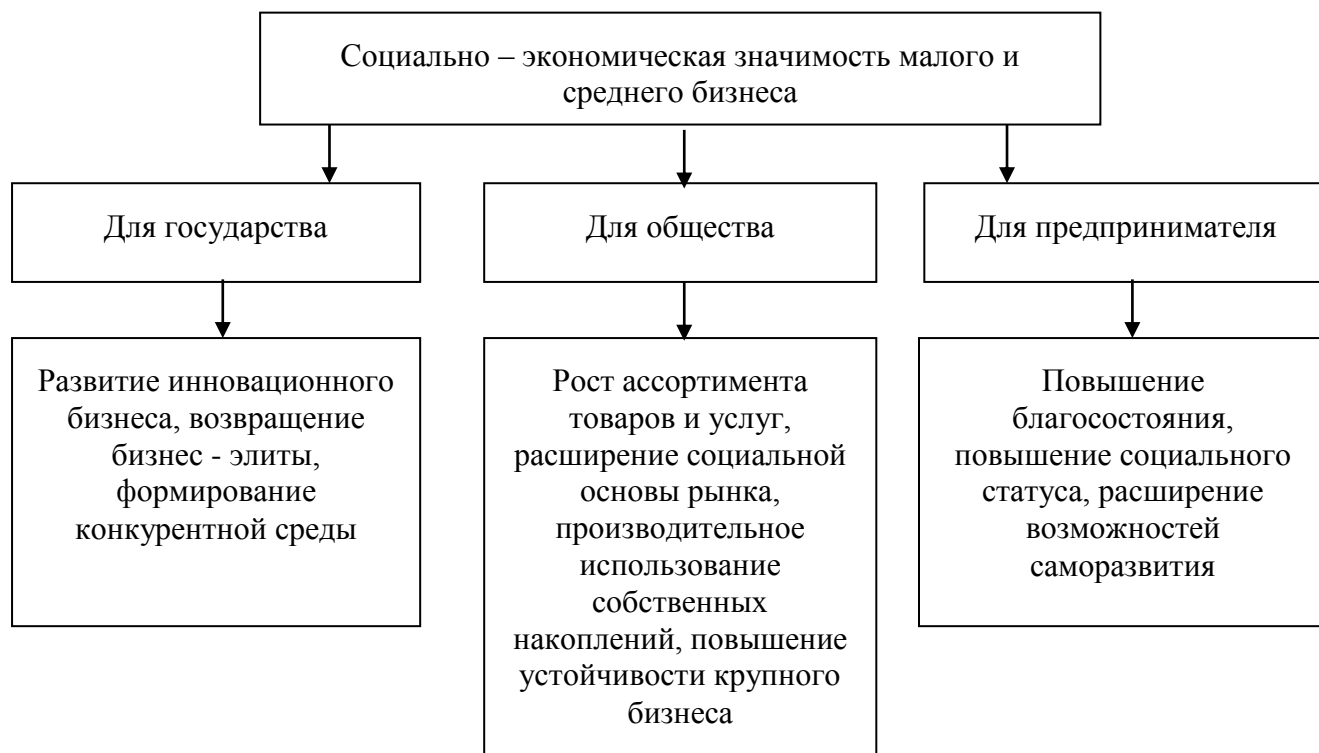 Социально – экономическая значимость малого и
среднего бизнеса
Для государства
Для общества
Для предпринимателя
Развитие инновационного
бизнеса, возвращение
бизнес - элиты,
формирование
конкурентной среды
Рост ассортимента
товаров и услуг,
расширение социальной
основы рынка,
производительное
использование
собственных
накоплений, повышение
устойчивости крупного
бизнеса
Повышение
благосостояния,
повышение социального
статуса, расширение
возможностей
саморазвития